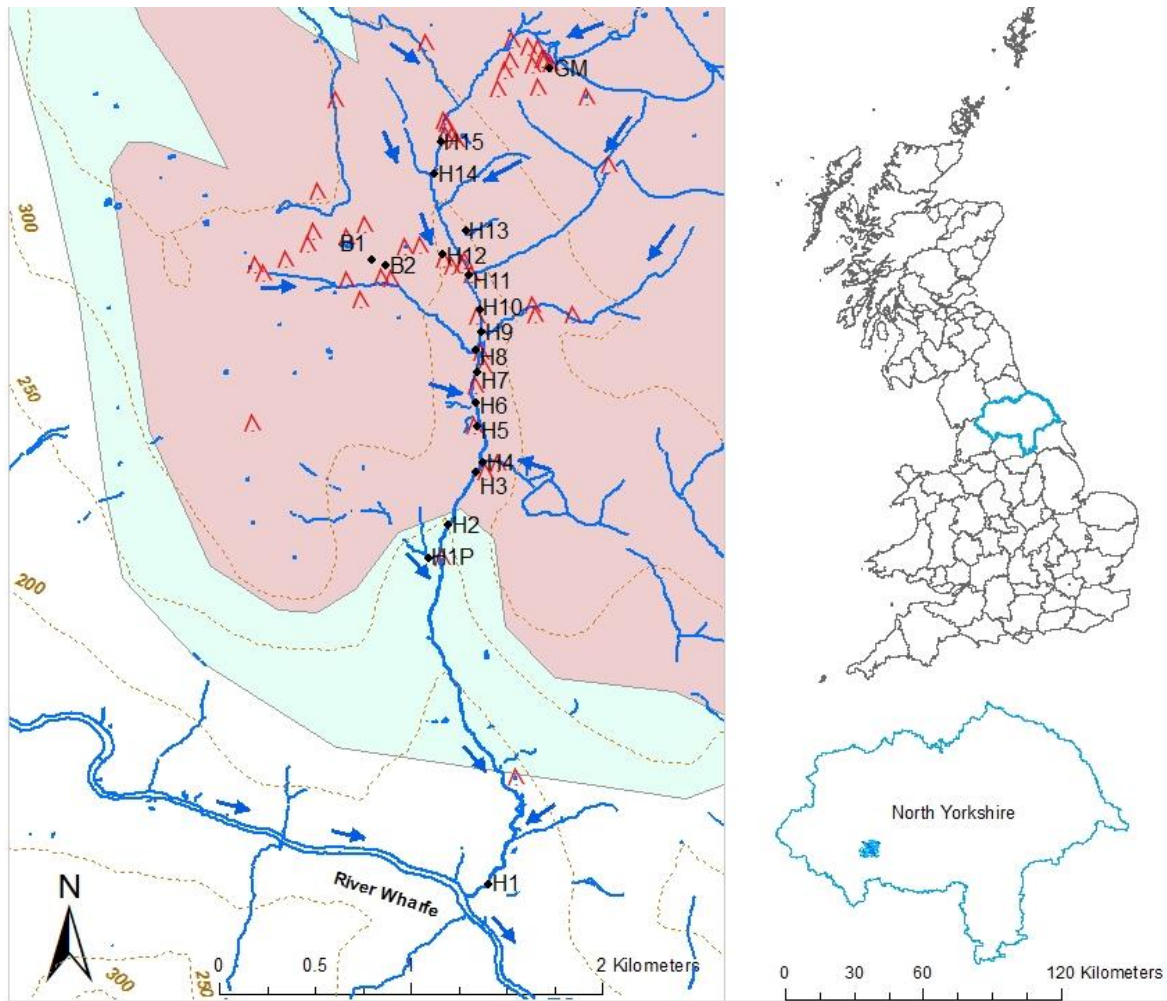 GM
H15
H14
300
H13
B1
H12
B2
H11
H10
H9
H8
H7
250
H6
H5
H4
H3
H2
H1P
200
North Yorkshire
River Wharfe
H1
N
0 0.5 2 Kilometers
0 30 60 120 Kilometers
300
250